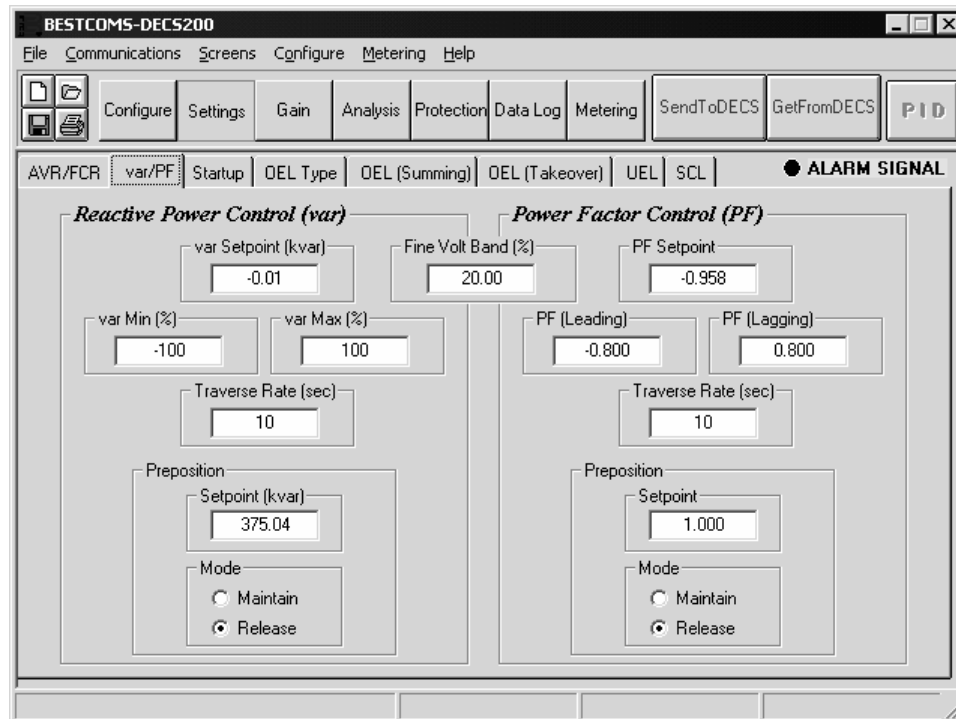 BESTCOMS-DECS200
File Communications Screens Configure Metering Help
Configure Settings Gain Analysis Protection Data Log Metering SendToDECS GetFromDECS PID
AVR/FCR var/PF Startup OEL Type OEL (Summing) OEL (Takeover) UEL SCL ALARM SIGNAL
Reactive Power Control (var) Power Factor Control (PF)
var Setpoint (kvar) Fine Volt Band (%) PF Setpoint
-0.01 20.00 -0.958
var Min (%) var Max (%) PF (Leading) PF (Lagging)
-100 100 -0.800 0.800
Traverse Rate (sec) Traverse Rate (sec)
10 10
Preposition Preposition
Setpoint (kvar) Setpoint
375.04 1.000
Mode Mode
Maintain Maintain
Release Release